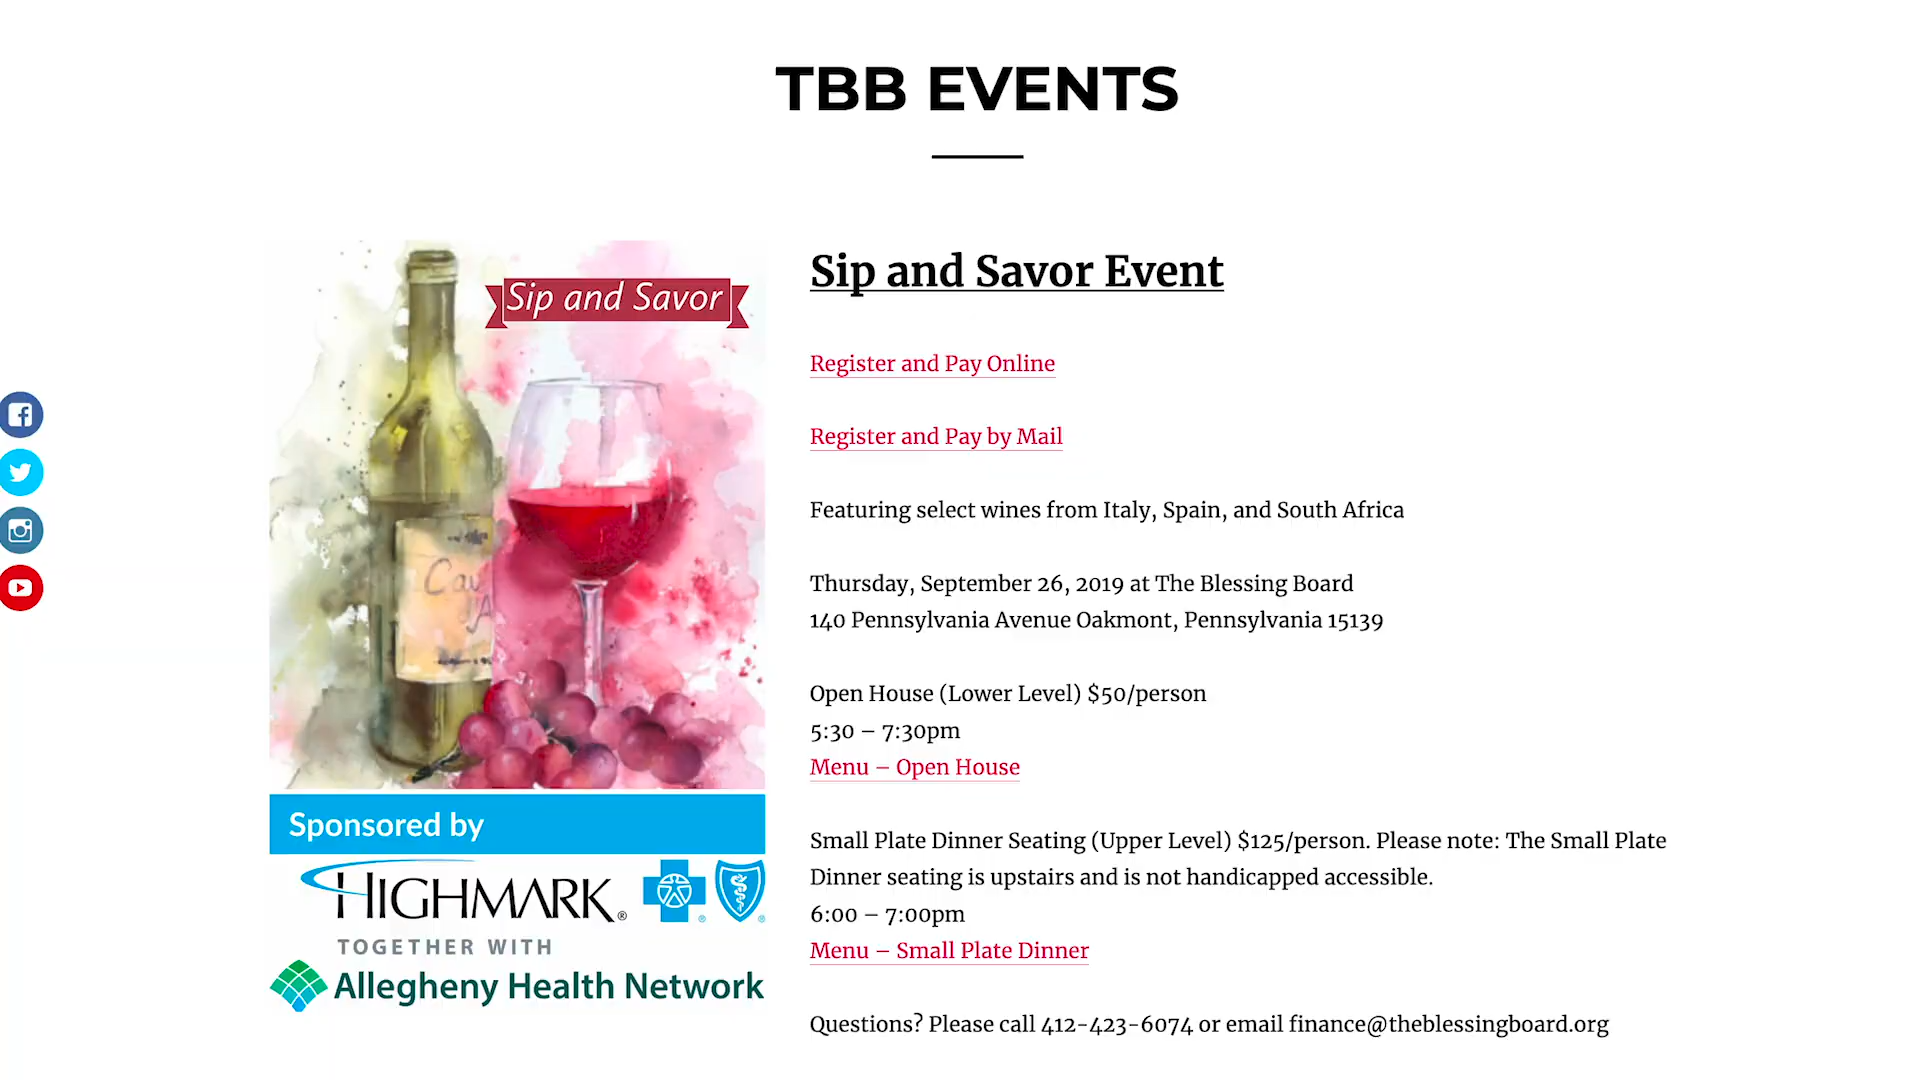 TBB EVENTS
Sip and Savor
Sponsored by
HIGHMARK®
TOGETHER WITH
Allegheny Health Network
Sip and Savor Event
Register and Pay Online
Register and Pay by Mail
Featuring select wines from Italy, Spain, and South Africa
Thursday, September 26, 2019 at The Blessing Board
140 Pennsylvania Avenue Oakmont, Pennsylvania 15139
Open House (Lower Level) $50/person
5:30 – 7:30pm
Menu – Open House
Small Plate Dinner Seating (Upper Level) $125/person. Please note: The Small Plate
Dinner seating is upstairs and is not handicapped accessible.
6:00 – 7:00pm
Menu – Small Plate Dinner
Questions? Please call 412-423-6074 or email finance@theblessingboard.org